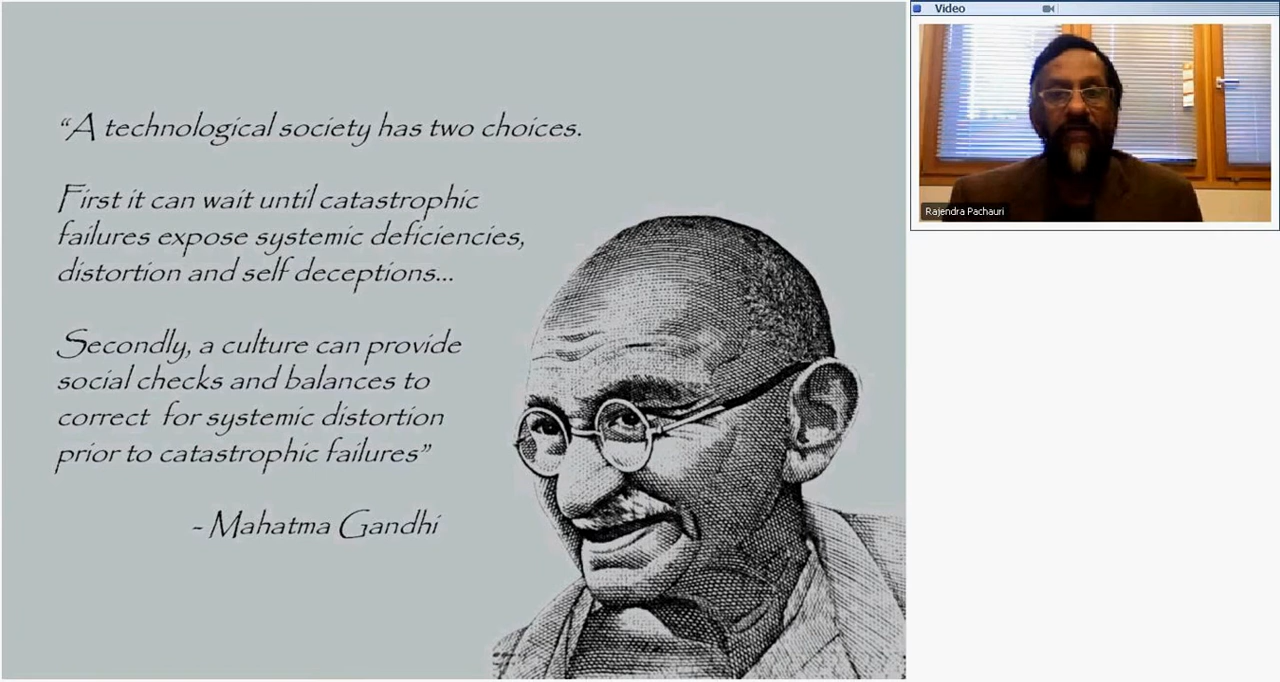 “A technological society has two choices.
First it can wait until catastrophic
failures expose systemic deficiencies,
distortion and self deceptions...
Secondly, a culture can provide
social checks and balances to
correct for systemic distortion
prior to catastrophic failures”
- Mahatma Gandhi
Video
Rajendra Pachauri